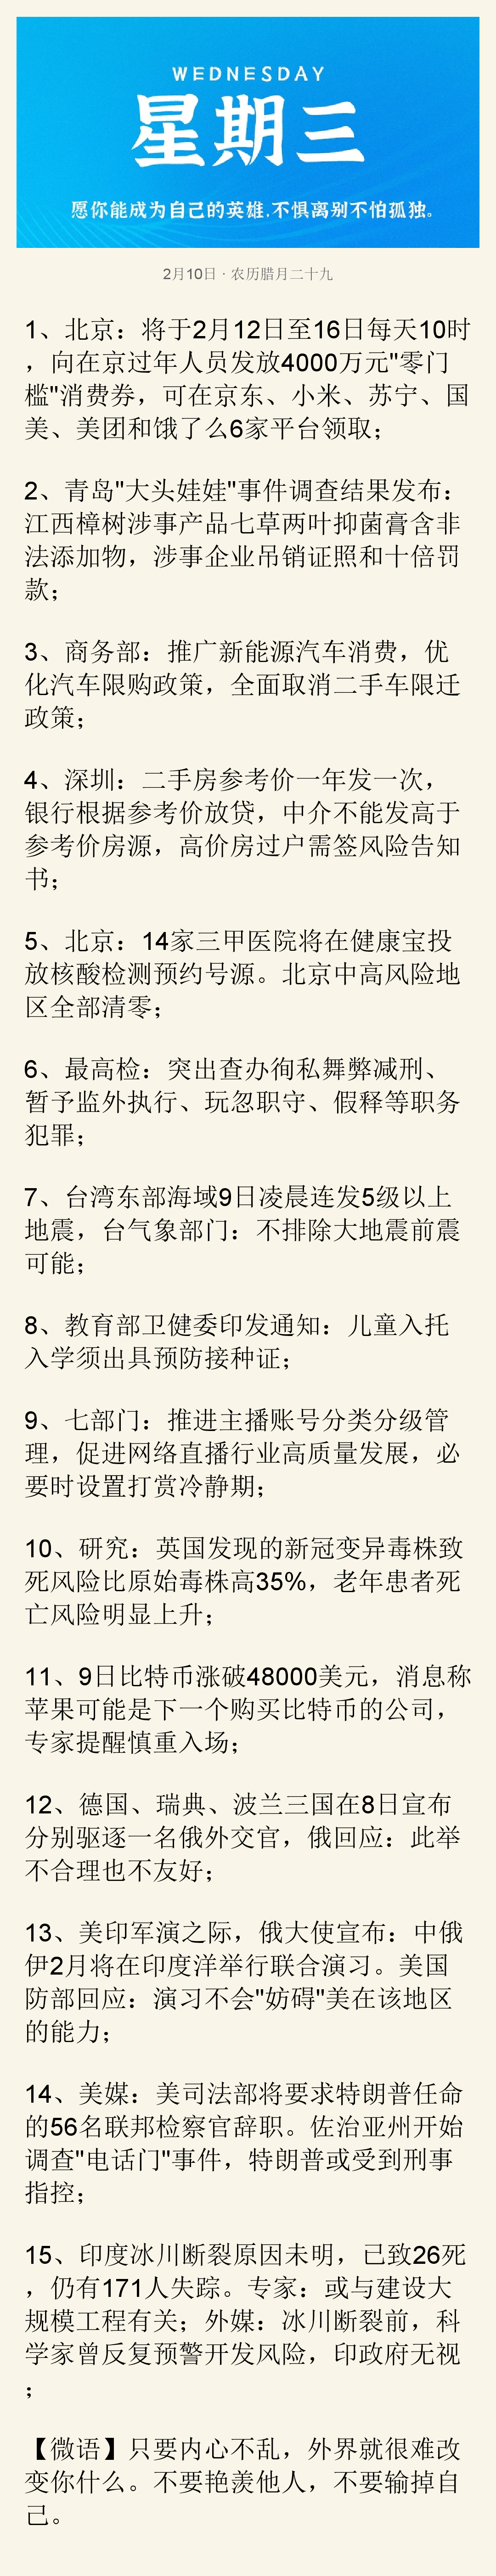 WEDNESDAY
星期三
愿你能成为自己的英雄,不惧离别不怕孤独。
2月10日 · 农历腊月二十九
1、北京：将于2月12日至16日每天10时
，向在京过年人员发放4000万元"零门
槛"消费券，可在京东、小米、苏宁、国
美、美团和饿了么6家平台领取；
2、青岛"大头娃娃"事件调查结果发布：
江西樟树涉事产品七草两叶抑菌膏含非
法添加物，涉事企业吊销证照和十倍罚
款；
3、商务部：推广新能源汽车消费，优
化汽车限购政策，全面取消二手车限迁
政策；
4、深圳：二手房参考价一年发一次，
银行根据参考价放贷，中介不能发高于
参考价房源，高价房过户需签风险告知
书；
5、北京：14家三甲医院将在健康宝投
放核酸检测预约号源。北京中高风险地
区全部清零；
6、最高检：突出查办徇私舞弊减刑、
暂予监外执行、玩忽职守、假释等职务
犯罪；
7、台湾东部海域9日凌晨连发5级以上
地震，台气象部门：不排除大地震前震
可能；
8、教育部卫健委印发通知：儿童入托
入学须出具预防接种证；
9、七部门：推进主播账号分类分级管
理，促进网络直播行业高质量发展，必
要时设置打赏冷静期；
10、研究：英国发现的新冠变异毒株致
死风险比原始毒株高35%，老年患者死
亡风险明显上升；
11、9日比特币涨破48000美元，消息称
苹果可能是下一个购买比特币的公司，
专家提醒慎重入场；
12、德国、瑞典、波兰三国在8日宣布
分别驱逐一名俄外交官，俄回应：此举
不合理也不友好；
13、美印军演之际，俄大使宣布：中俄
伊2月将在印度洋举行联合演习。美国
防部回应：演习不会"妨碍"美在该地区
的能力；
14、美媒：美司法部将要求特朗普任命
的56名联邦检察官辞职。佐治亚州开始
调查"电话门"事件，特朗普或受到刑事
指控；
15、印度冰川断裂原因未明，已致26死
，仍有171人失踪。专家：或与建设大
规模工程有关；外媒：冰川断裂前，科
学家曾反复预警开发风险，印政府无视
；
【微语】只要内心不乱，外界就很难改
变你什么。不要艳羡他人，不要输掉自
己。